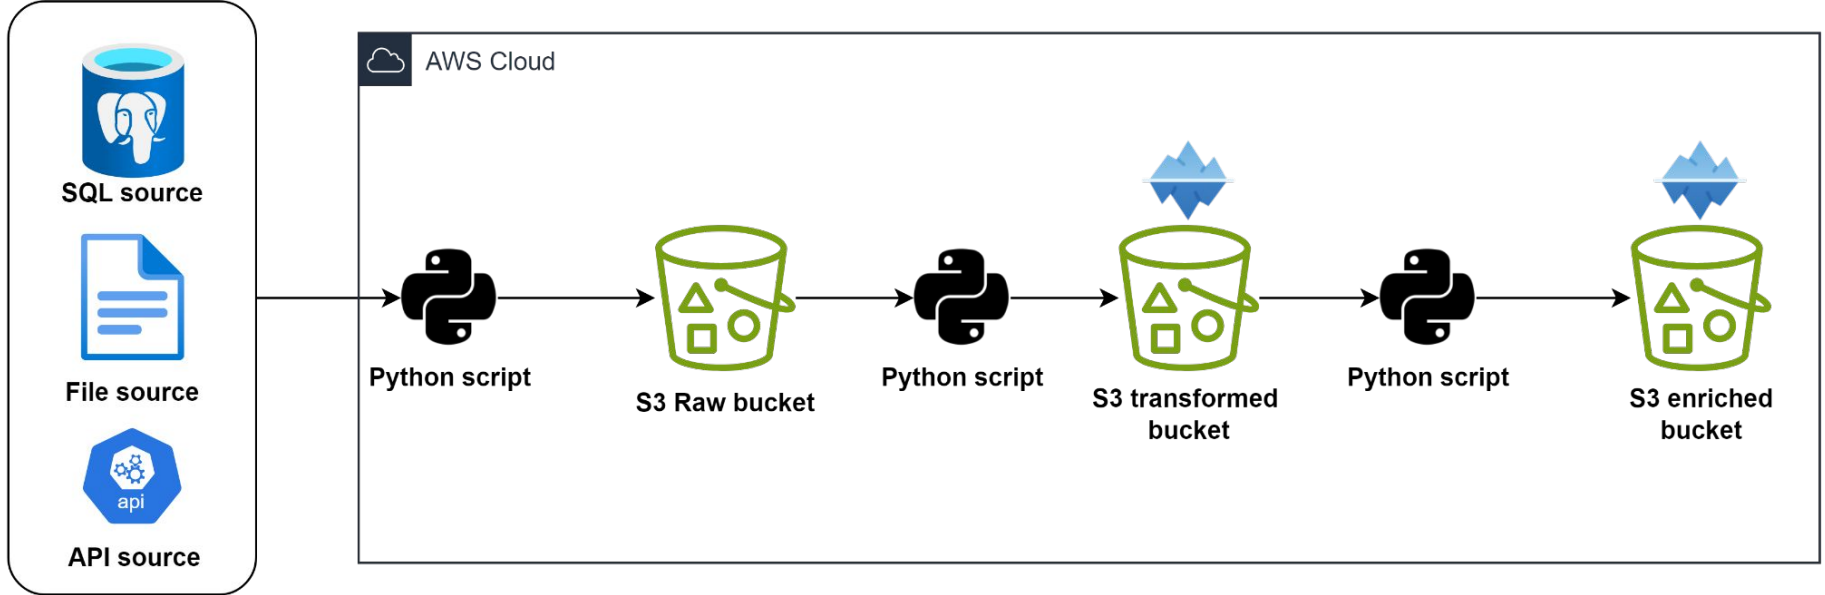 SQL source
File source
api
API source
AWS Cloud
Python script
S3 Raw bucket
Python script
S3 transformed
bucket
Python script
S3 enriched
bucket